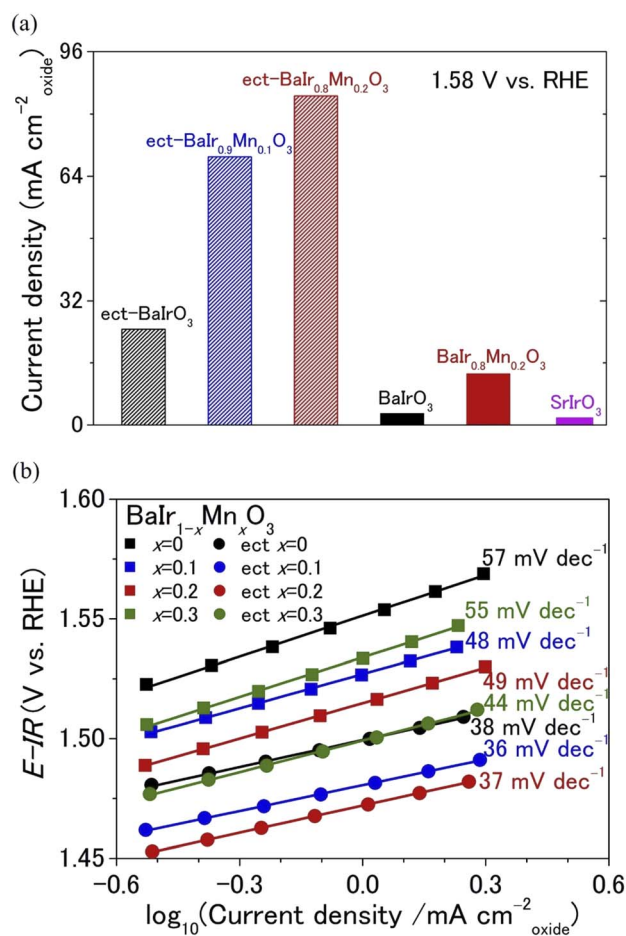 (a)
96
64
32
0
Current density (mA cm⁻²oxide)
1.58 V vs. RHE
ect-BaIrO₃
ect-BaIr₀.₉Mn₀.₁O₃
ect-BaIr₀.₈Mn₀.₂O₃
BaIrO₃
BaIr₀.₈Mn₀.₂O₃
SrIrO₃
(b)
1.60
1.55
1.50
1.45
E-IR (V vs. RHE)
BaIr₁₋ₓMnₓO₃
x=0 ect x=0
x=0.1 ect x=0.1
x=0.2 ect x=0.2
x=0.3 ect x=0.3
57 mV dec⁻¹
55 mV dec⁻¹
48 mV dec⁻¹
49 mV dec⁻¹
44 mV dec⁻¹
38 mV dec⁻¹
36 mV dec⁻¹
37 mV dec⁻¹
-0.6 -0.3 0.0 0.3 0.6
log₁₀(Current density /mA cm⁻²oxide)